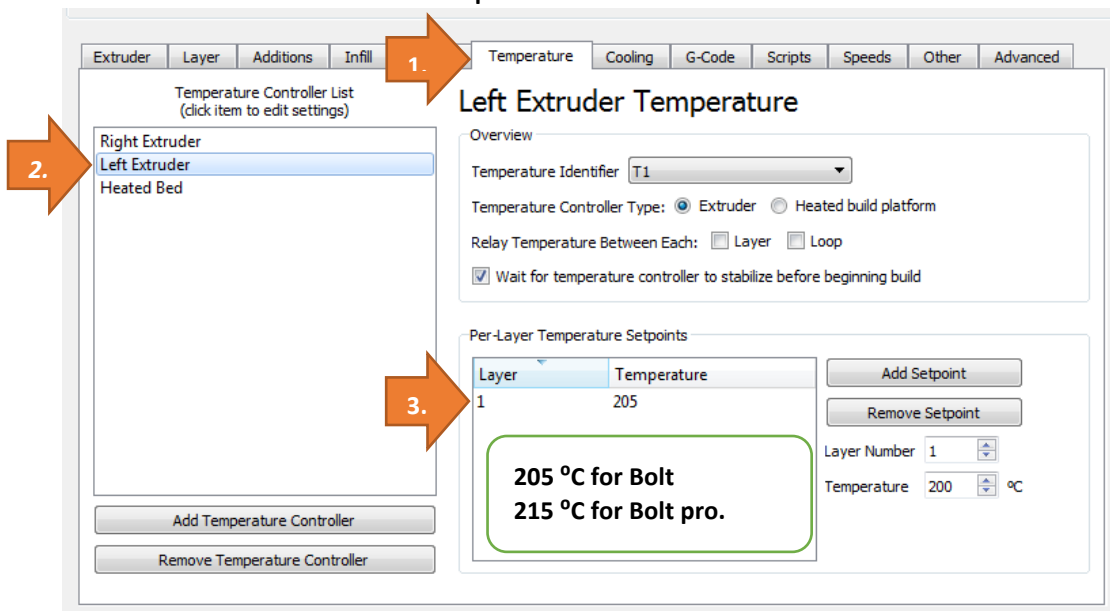 Extruder Layer Additions Infill 1. Temperature Cooling G-Code Scripts Speeds Other Advanced
Temperature Controller List
(click item to edit settings)
Right Extruder
2. Left Extruder
Heated Bed
Add Temperature Controller
Remove Temperature Controller
Left Extruder Temperature
Overview
Temperature Identifier T1
Temperature Controller Type: Extruder Heated build platform
Relay Temperature Between Each: Layer Loop
Wait for temperature controller to stabilize before beginning build
Per-Layer Temperature Setpoints
Layer Temperature
3. 1 205
205 ⁰C for Bolt
215 ⁰C for Bolt pro.
Add Setpoint
Remove Setpoint
Layer Number 1
Temperature 200 ºC